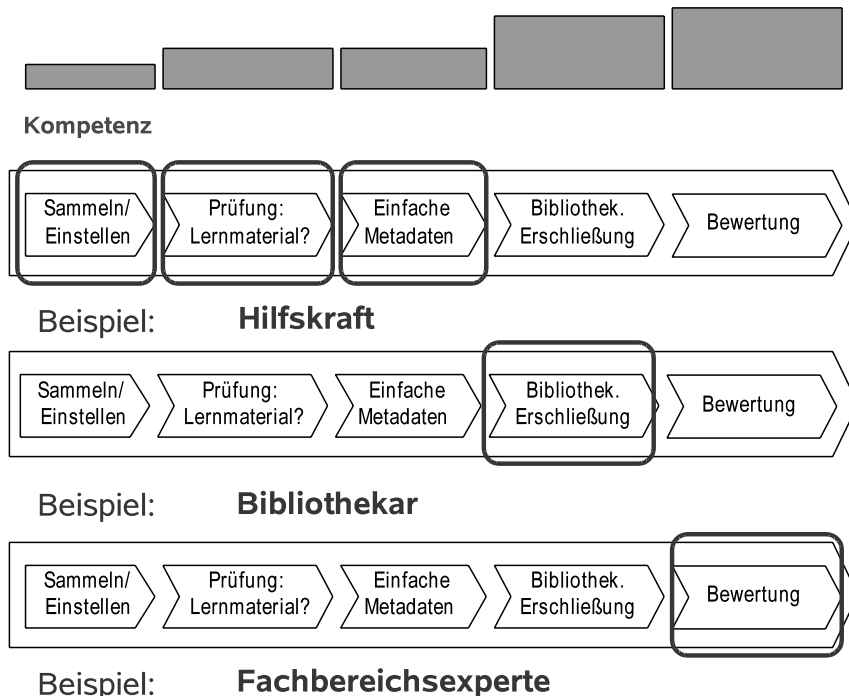 Kompetenz
Sammeln/
Einstellen
Prüfung:
Lernmaterial?
Einfache
Metadaten
Bibliothek.
Erschließung
Bewertung
Beispiel: Hilfskraft
Sammeln/
Einstellen
Prüfung:
Lernmaterial?
Einfache
Metadaten
Bibliothek.
Erschließung
Bewertung
Beispiel: Bibliothekar
Sammeln/
Einstellen
Prüfung:
Lernmaterial?
Einfache
Metadaten
Bibliothek.
Erschließung
Bewertung
Beispiel: Fachbereichsexperte